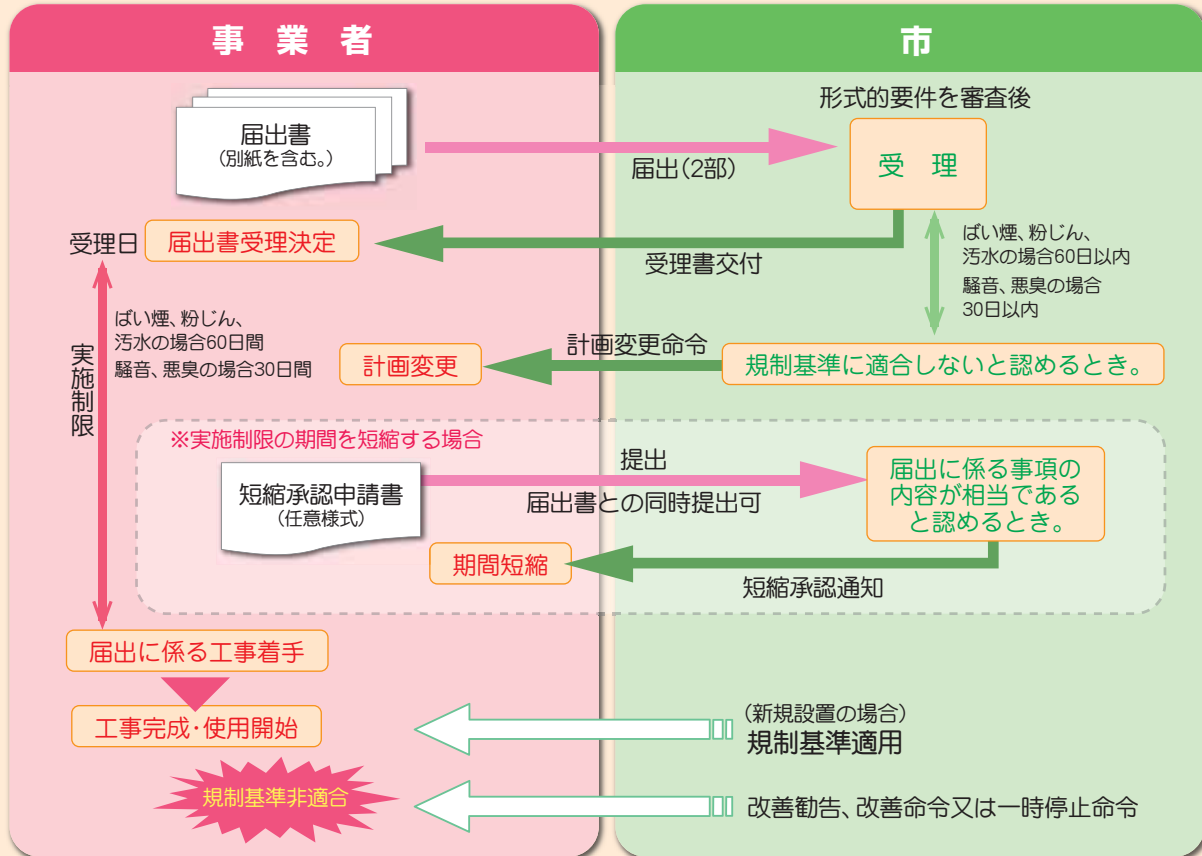 事業者
市
形式的要件を審査後
届出書
(別紙を含む。)
届出(2部)
受理
受理日
届出書受理決定
受理書交付
ばい煙、粉じん、
汚水の場合60日以内
騒音、悪臭の場合
30日以内
実施制限
ばい煙、粉じん、
汚水の場合60日間
騒音、悪臭の場合30日間
計画変更
計画変更命令
規制基準に適合しないと認めるとき。
※実施制限の期間を短縮する場合
短縮承認申請書
(任意様式)
提出
届出書との同時提出可
届出に係る事項の
内容が相当である
と認めるとき。
期間短縮
短縮承認通知
届出に係る工事着手
工事完成・使用開始
(新規設置の場合)
規制基準適用
規制基準非適合
改善勧告、改善命令又は一時停止命令